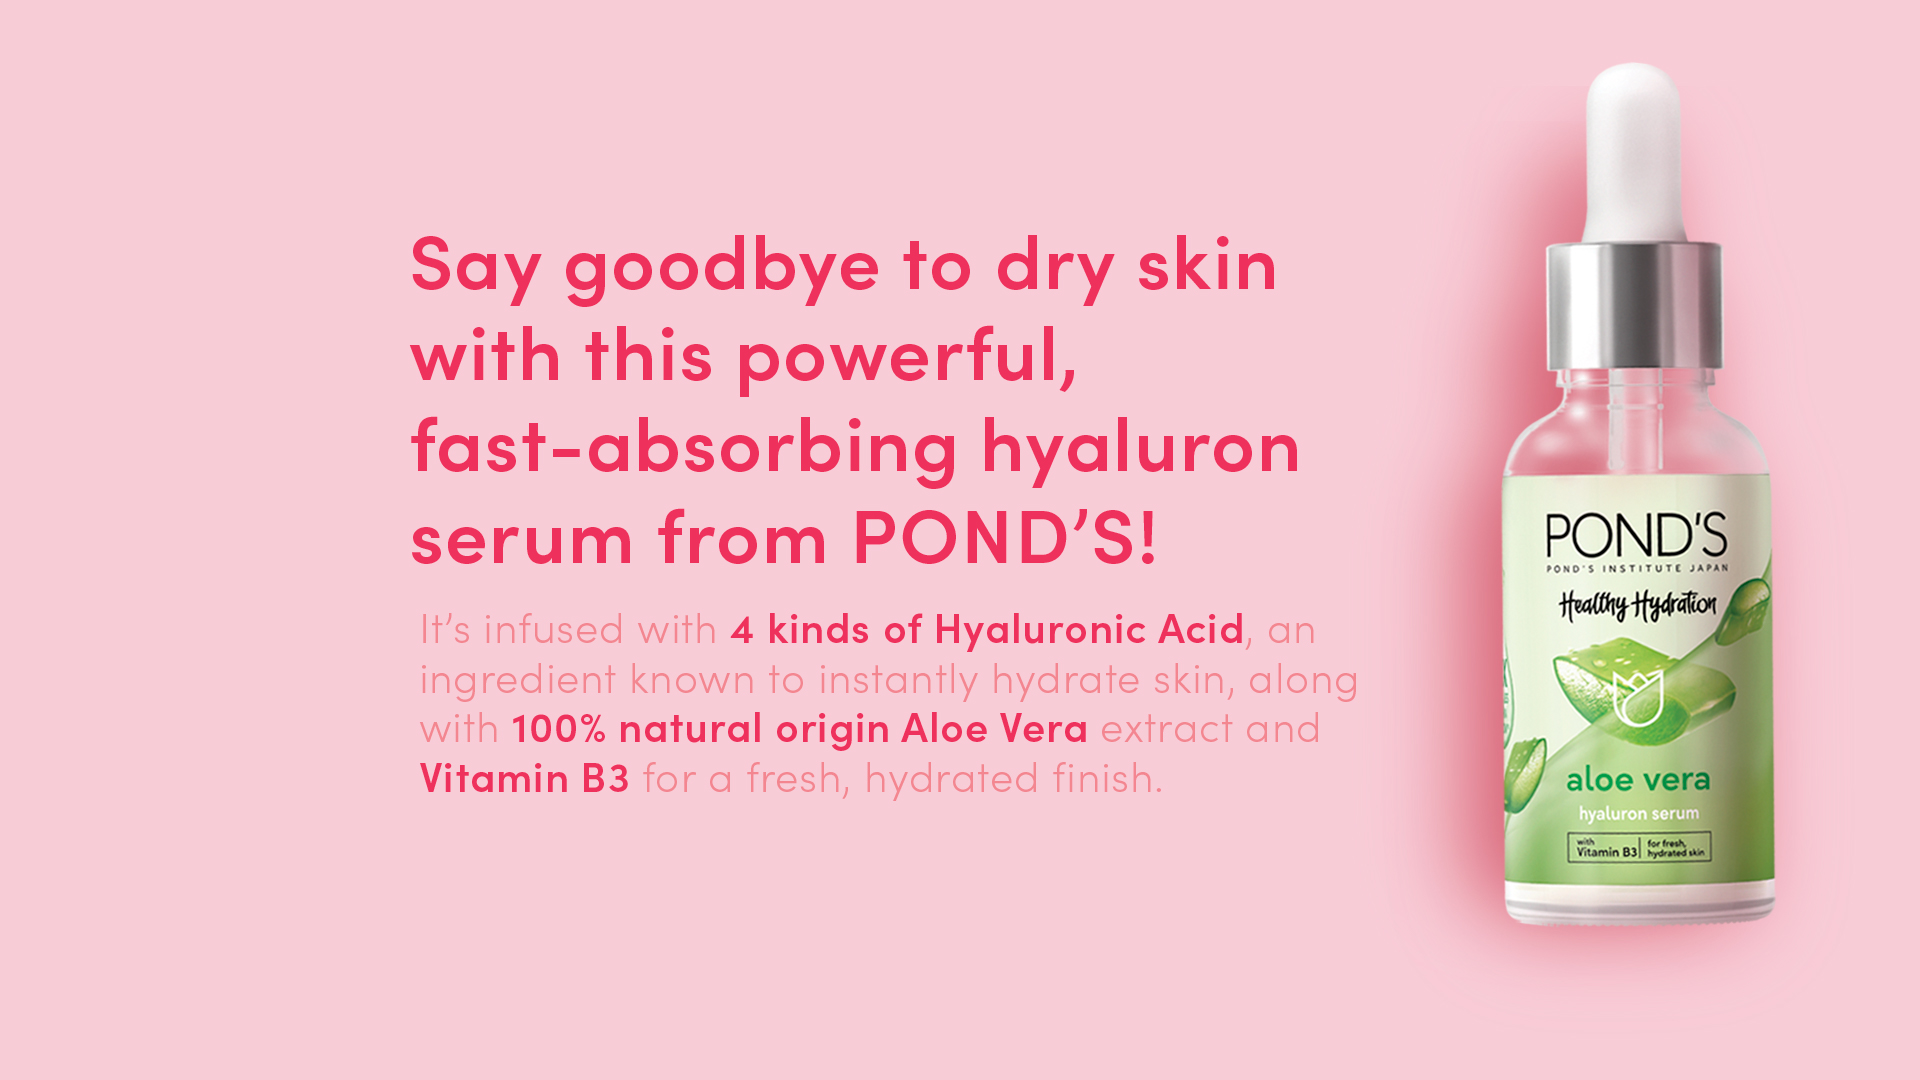 Say goodbye to dry skin
with this powerful,
fast-absorbing hyaluron
serum from POND’S!
It’s infused with 4 kinds of Hyaluronic Acid, an
ingredient known to instantly hydrate skin, along
with 100% natural origin Aloe Vera extract and
Vitamin B3 for a fresh, hydrated finish.
POND'S
POND'S INSTITUTE JAPAN
Healthy Hydration
aloe vera
hyaluron serum
with
Vitamin B3
for fresh,
hydrated skin